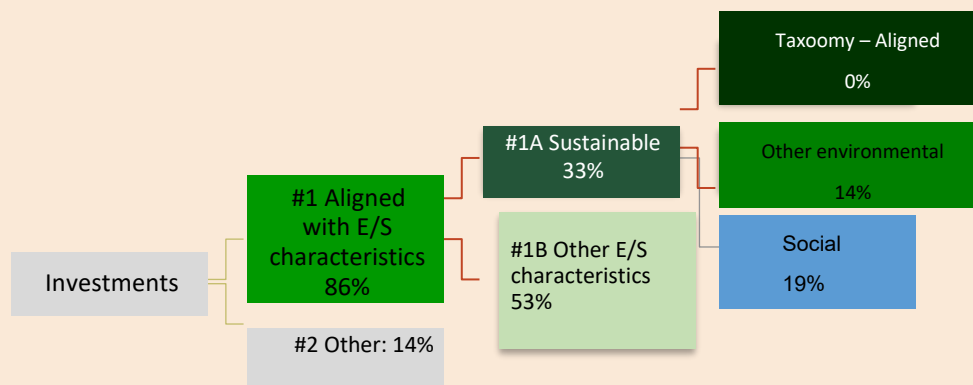 Investments
#1 Aligned
with E/S
characteristics
86%
#2 Other: 14%
#1A Sustainable
33%
#1B Other E/S
characteristics
53%
Taxoomy – Aligned
0%
Other environmental
14%
Social
19%